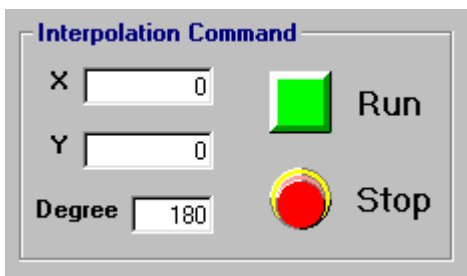 Interpolation Command
X 0
Run
Y 0
Degree 180
Stop